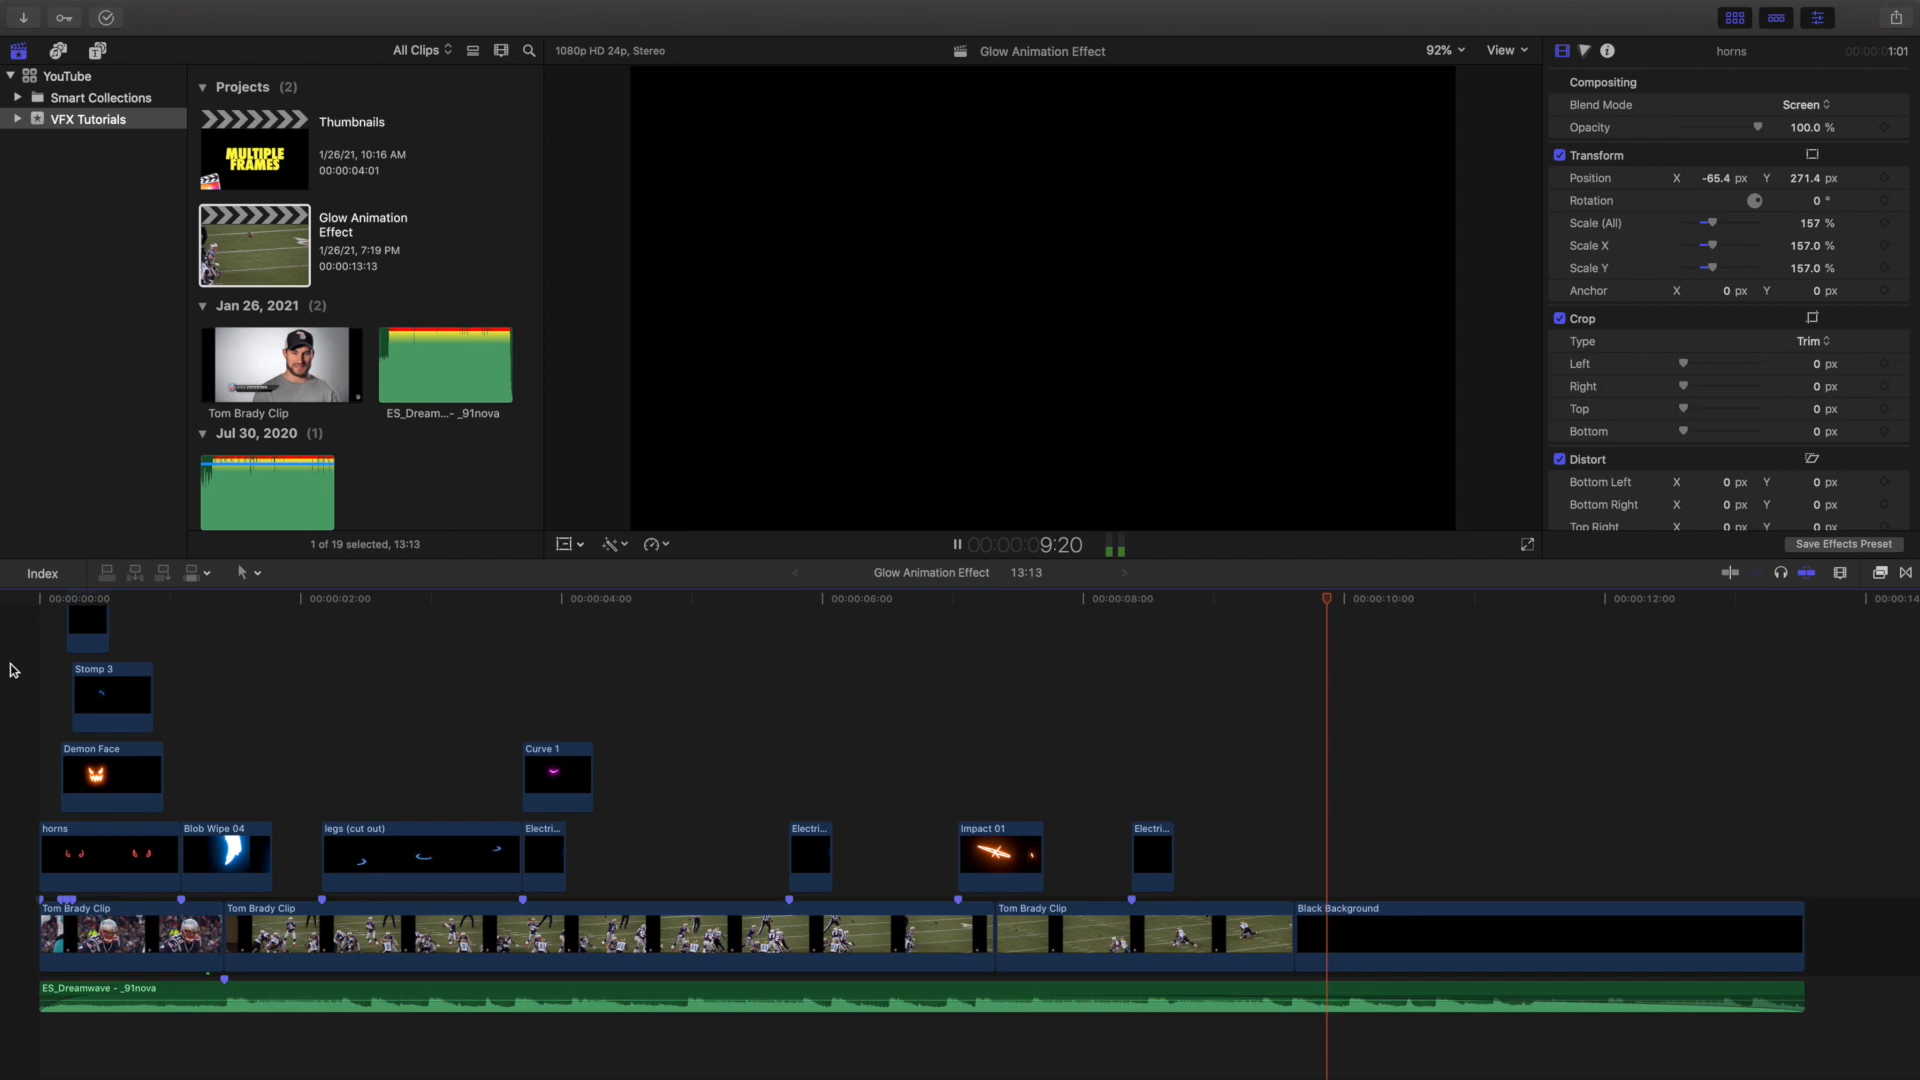 All Clips
1080p HD 24p, Stereo
Glow Animation Effect
92%
View
horns
00:00:01:01
YouTube
Smart Collections
VFX Tutorials
Projects (2)
MULTIPLE
FRAMES
Thumbnails
1/26/21, 10:16 AM
00:00:04:01
Glow Animation
Effect
1/26/21, 7:19 PM
00:00:13:13
Jan 26, 2021 (2)
Tom Brady Clip
ES_Dream...- _91nova
Jul 30, 2020 (1)
1 of 19 selected, 13:13
00:00:09:20
Compositing
Blend Mode Screen
Opacity 100.0 %
Transform
Position X -65.4 px Y 271.4 px
Rotation 0 °
Scale (All) 157 %
Scale X 157.0 %
Scale Y 157.0 %
Anchor X 0 px Y 0 px
Crop
Type Trim
Left 0 px
Right 0 px
Top 0 px
Bottom 0 px
Distort
Bottom Left X 0 px Y 0 px
Bottom Right X 0 px Y 0 px
Top Right X 0 px Y 0 px
Save Effects Preset
Index
Glow Animation Effect 13:13
00:00:00:00 00:00:02:00 00:00:04:00 00:00:06:00 00:00:08:00 00:00:10:00 00:00:12:00 00:00:14
Stomp 3
Demon Face
Curve 1
horns
Blob Wipe 04
legs (cut out)
Electri...
Electri...
Impact 01
Electri...
Tom Brady Clip
Tom Brady Clip
Tom Brady Clip
Black Background
ES_Dreamwave - _91nova